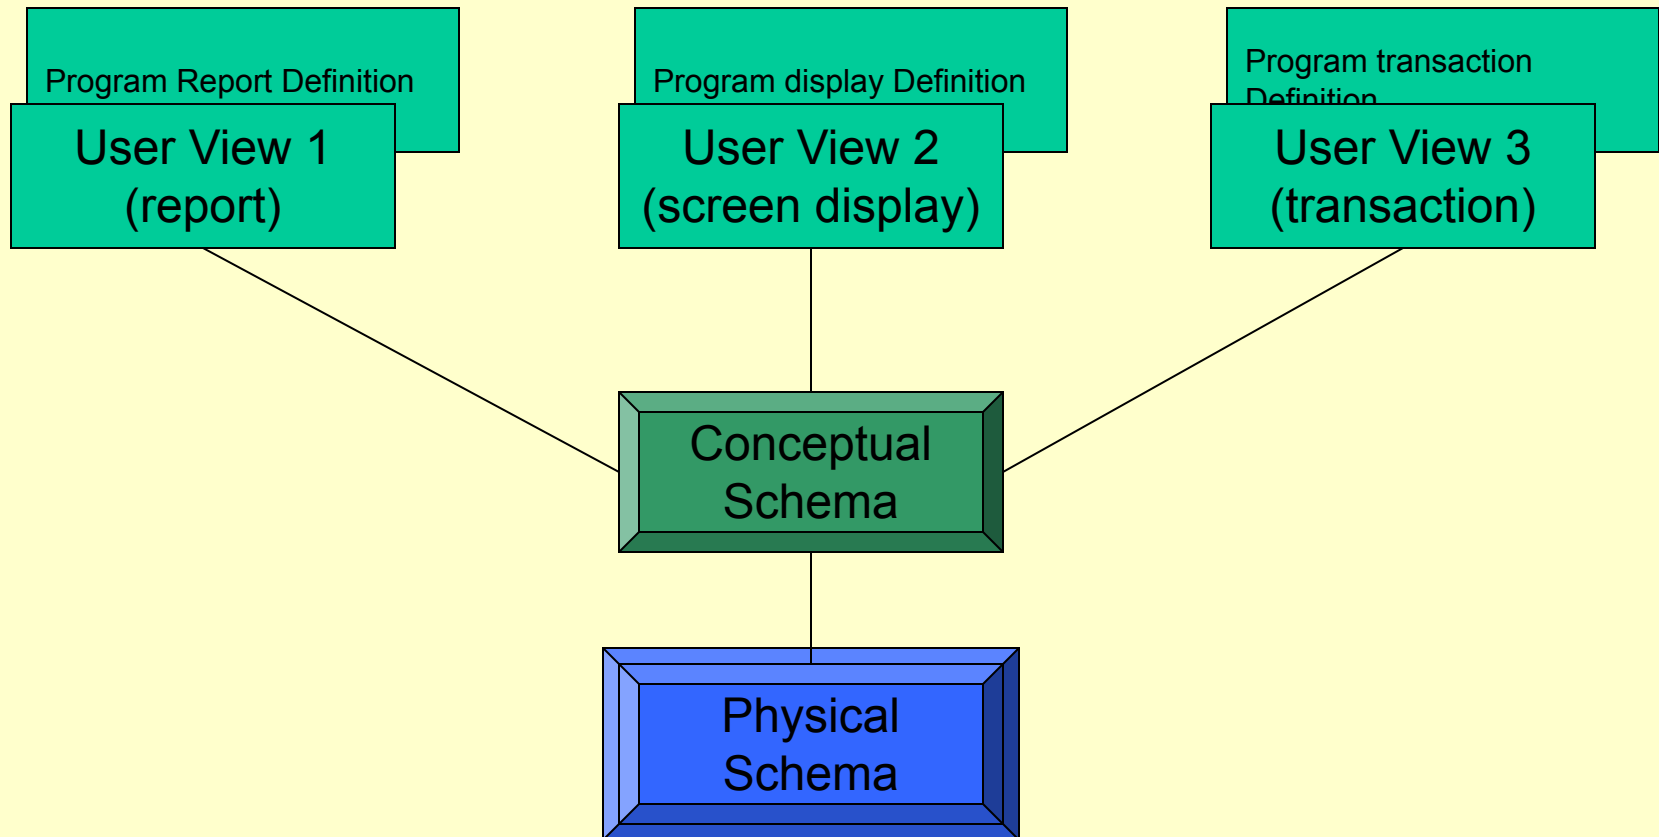 Program Report Definition
User View 1
(report)
Program display Definition
User View 2
(screen display)
Program transaction
Definition
User View 3
(transaction)
Conceptual
Schema
Physical
Schema